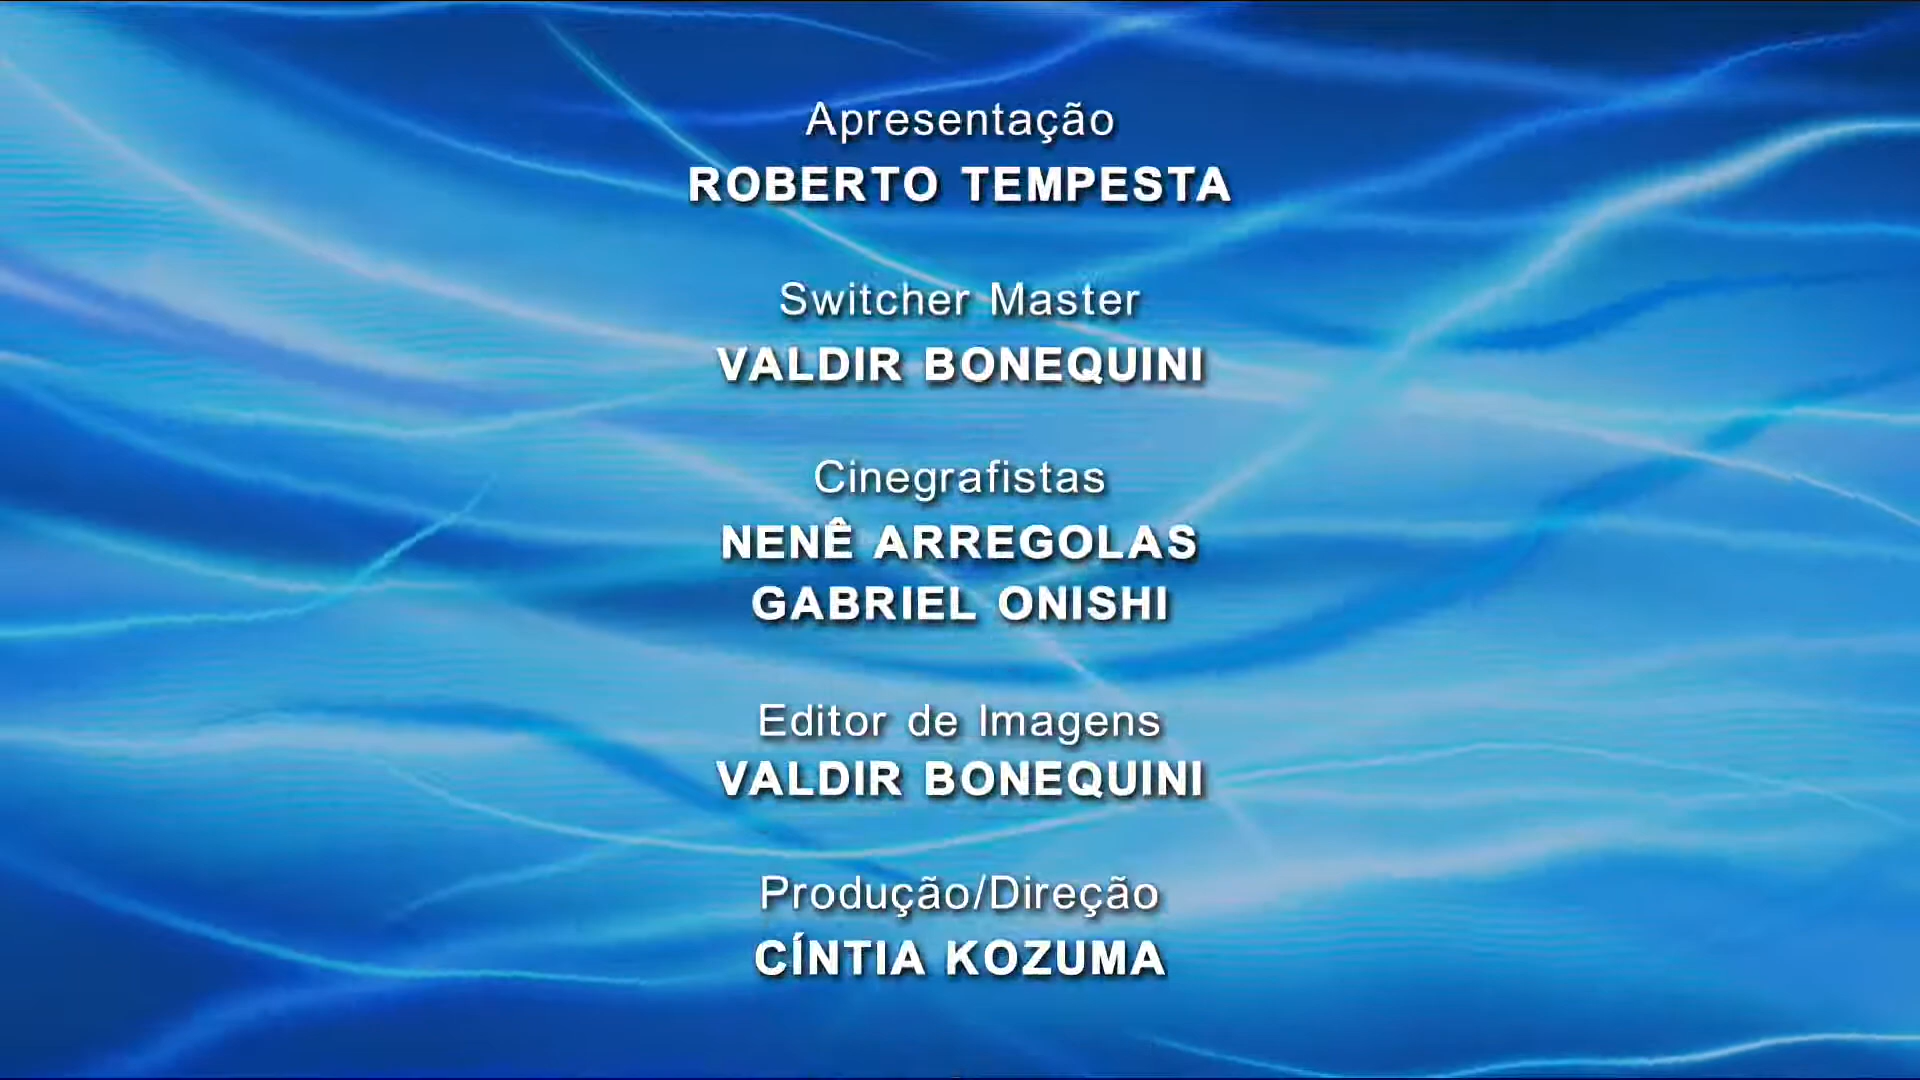 Apresentação
ROBERTO TEMPESTA
Switcher Master
VALDIR BONEQUINI
Cinegrafistas
NENÊ ARREGOLAS
GABRIEL ONISHI
Editor de Imagens
VALDIR BONEQUINI
Produção/Direção
CÍNTIA KOZUMA